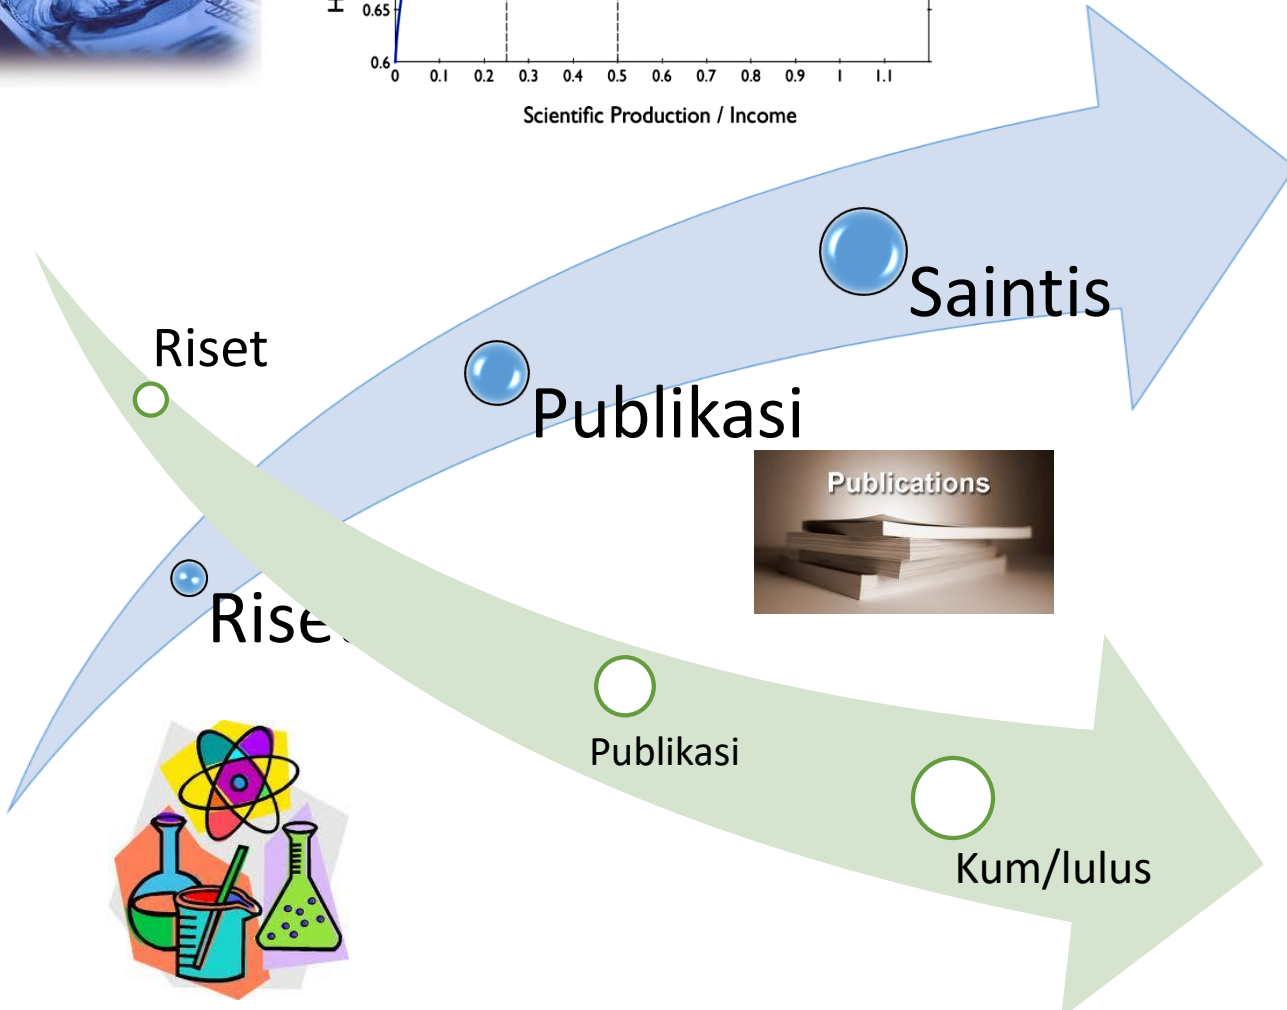 0.65
0.6
0 0.1 0.2 0.3 0.4 0.5 0.6 0.7 0.8 0.9 1 1.1
Scientific Production / Income
Saintis
Riset
Publikasi
Publications
Riset
Publikasi
Kum/lulus